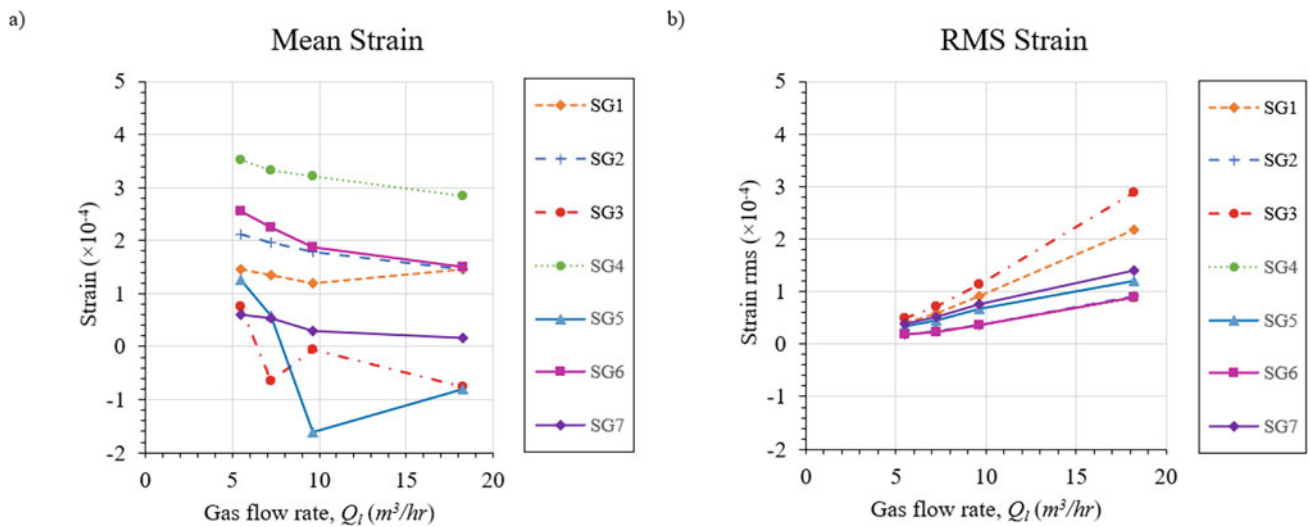 a)
Mean Strain
5
4
3
2
1
0
-1
-2
0
5
10
15
20
Strain (×10⁻⁴)
Gas flow rate, Qₗ (m³/hr)
SG1
SG2
SG3
SG4
SG5
SG6
SG7
b)
RMS Strain
5
4
3
2
1
0
-1
-2
0
5
10
15
20
Strain rms (×10⁻⁴)
Gas flow rate, Qₗ (m³/hr)
SG1
SG2
SG3
SG4
SG5
SG6
SG7